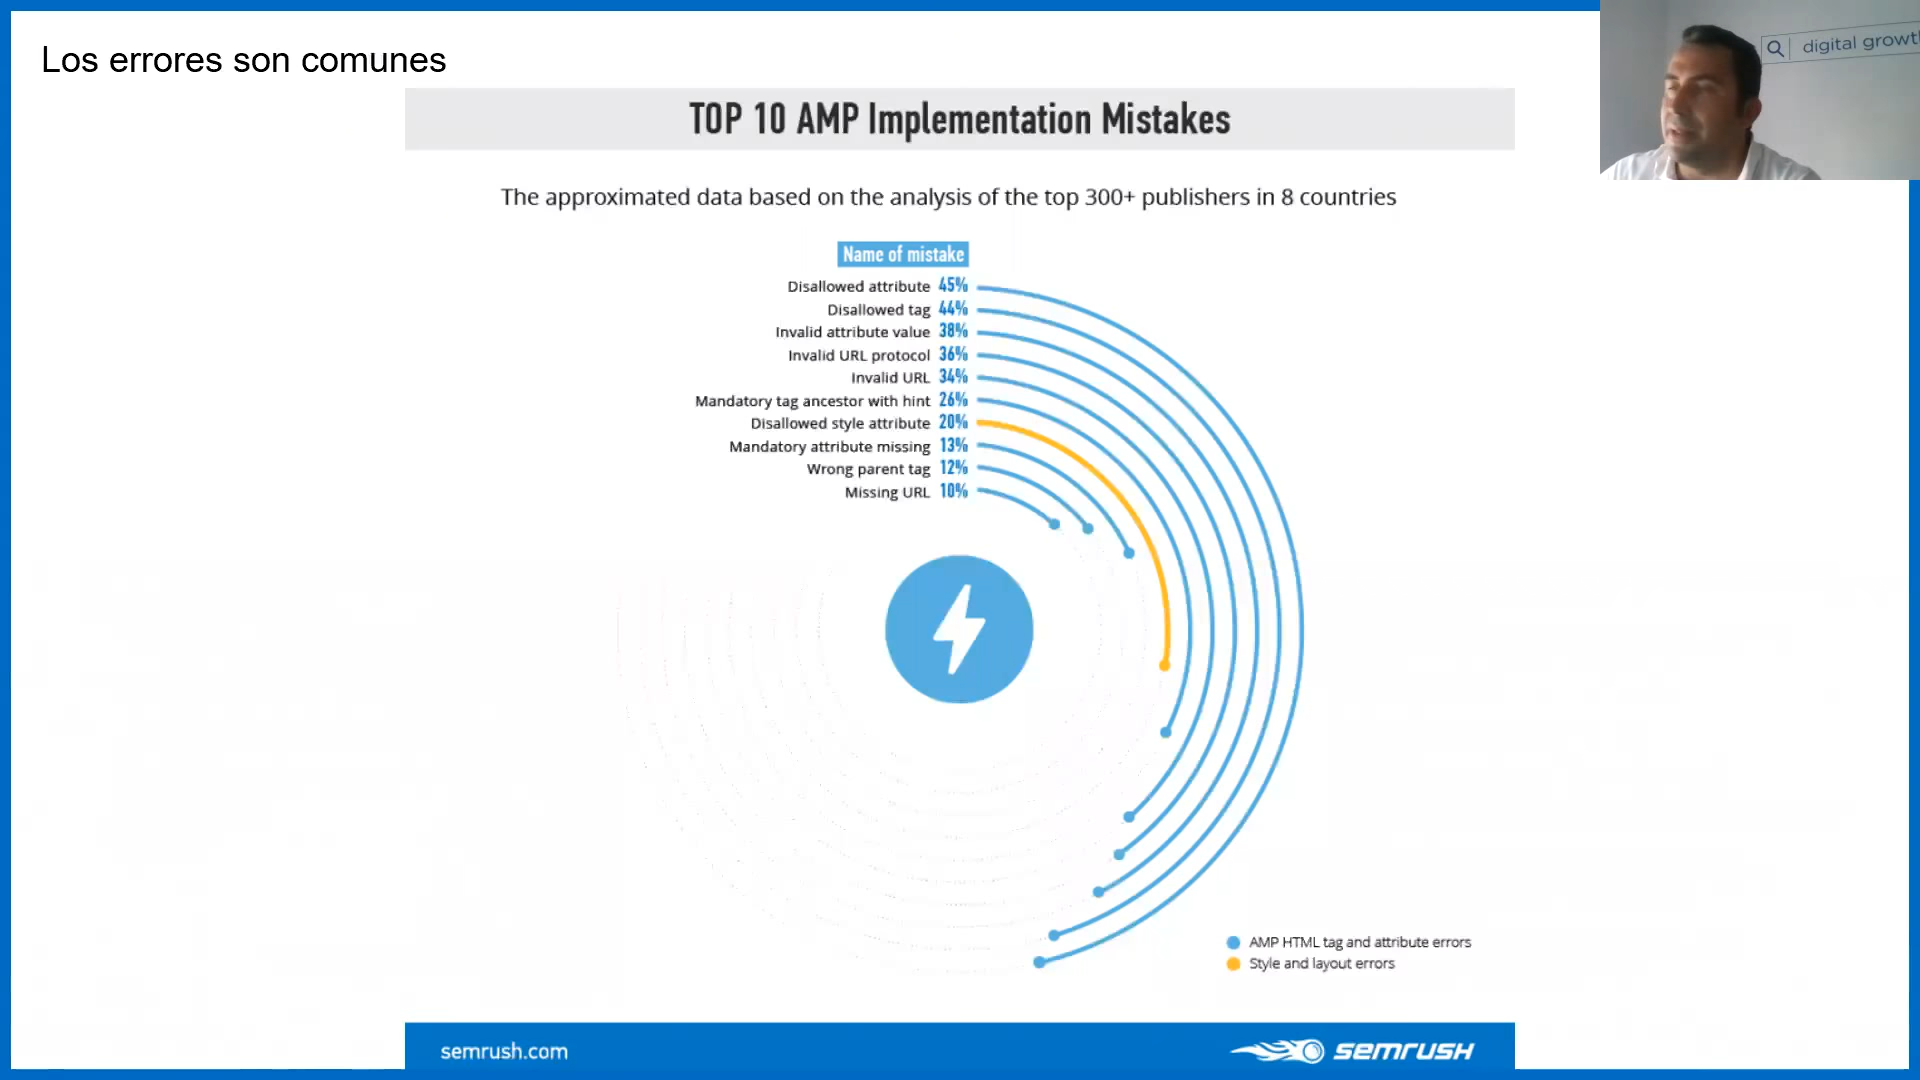 Los errores son comunes
digital growth
TOP 10 AMP Implementation Mistakes
The approximated data based on the analysis of the top 300+ publishers in 8 countries
Name of mistake
Disallowed attribute 45%
Disallowed tag 44%
Invalid attribute value 38%
Invalid URL protocol 36%
Invalid URL 34%
Mandatory tag ancestor with hint 26%
Disallowed style attribute 20%
Mandatory attribute missing 13%
Wrong parent tag 12%
Missing URL 10%
AMP HTML tag and attribute errors
Style and layout errors
semrush.com
semrush